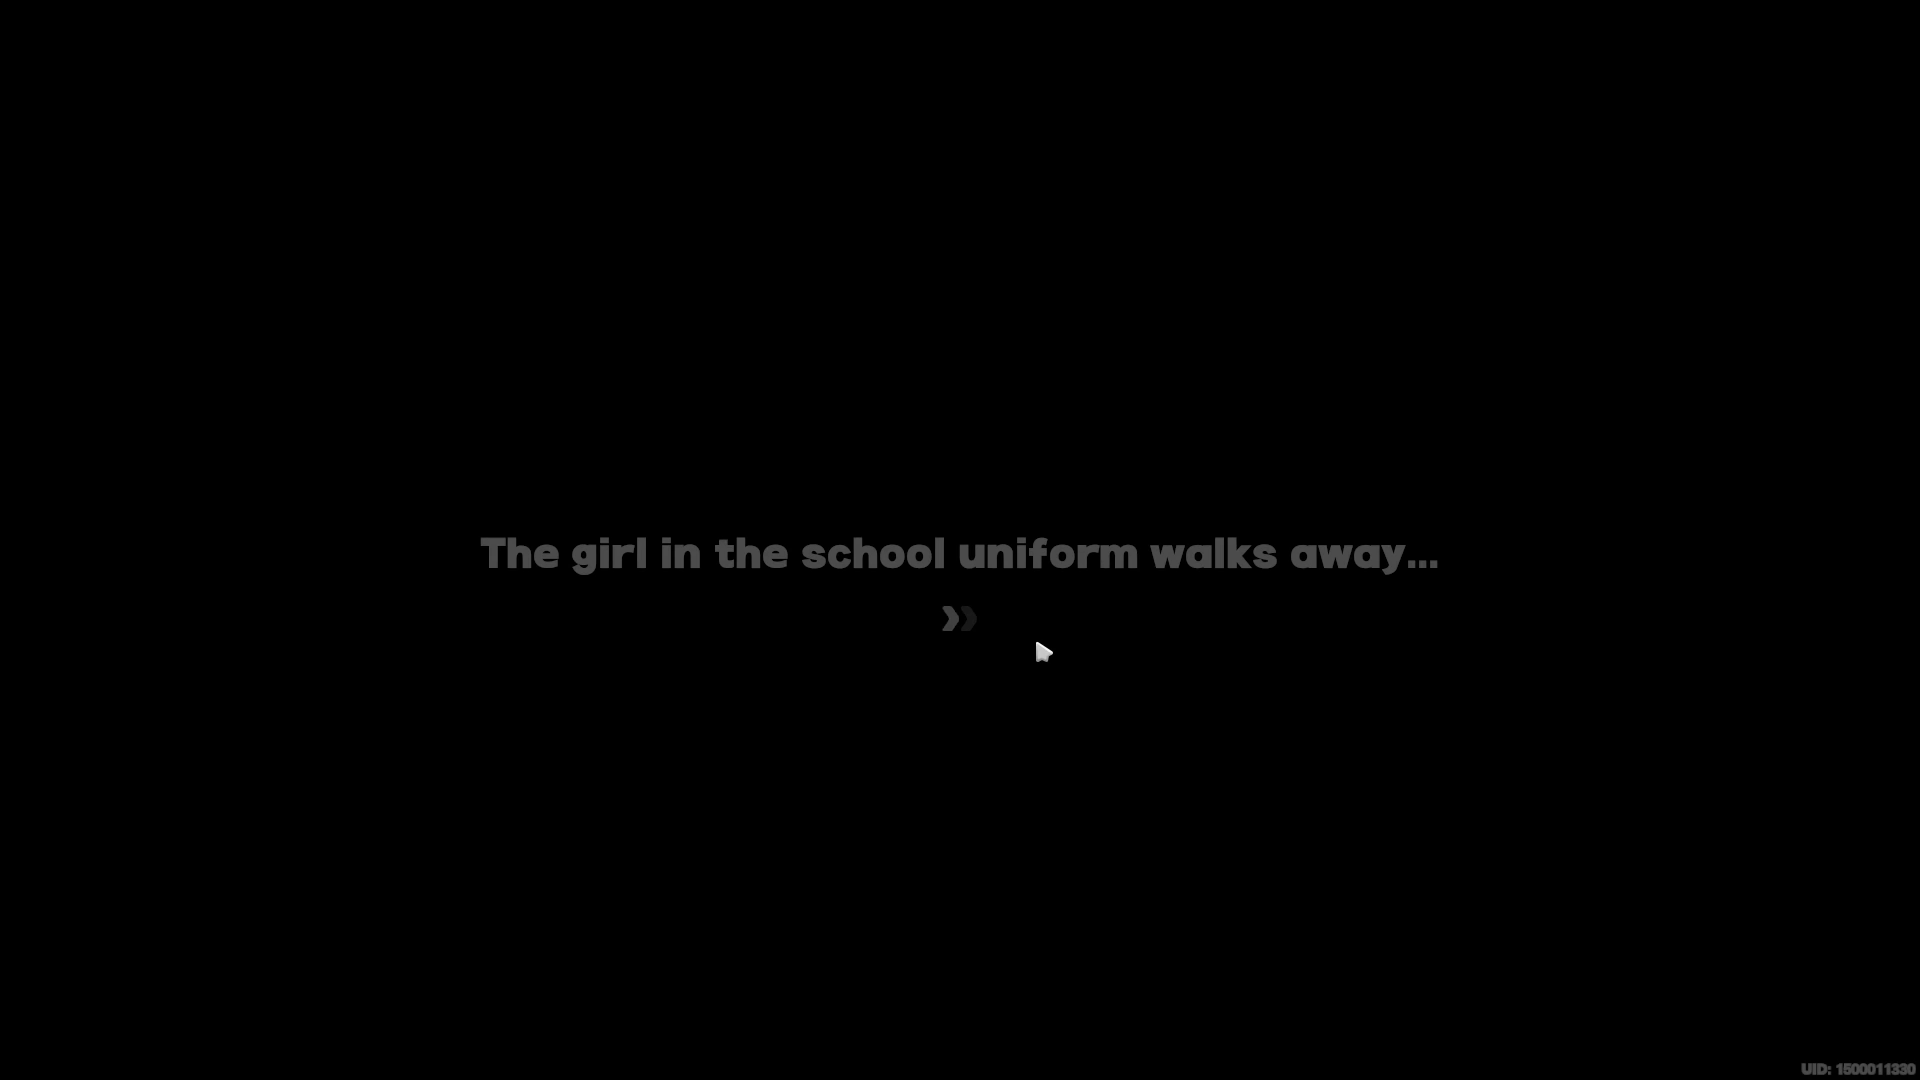 The girl in the school uniform walks away...
UID: 1500011330